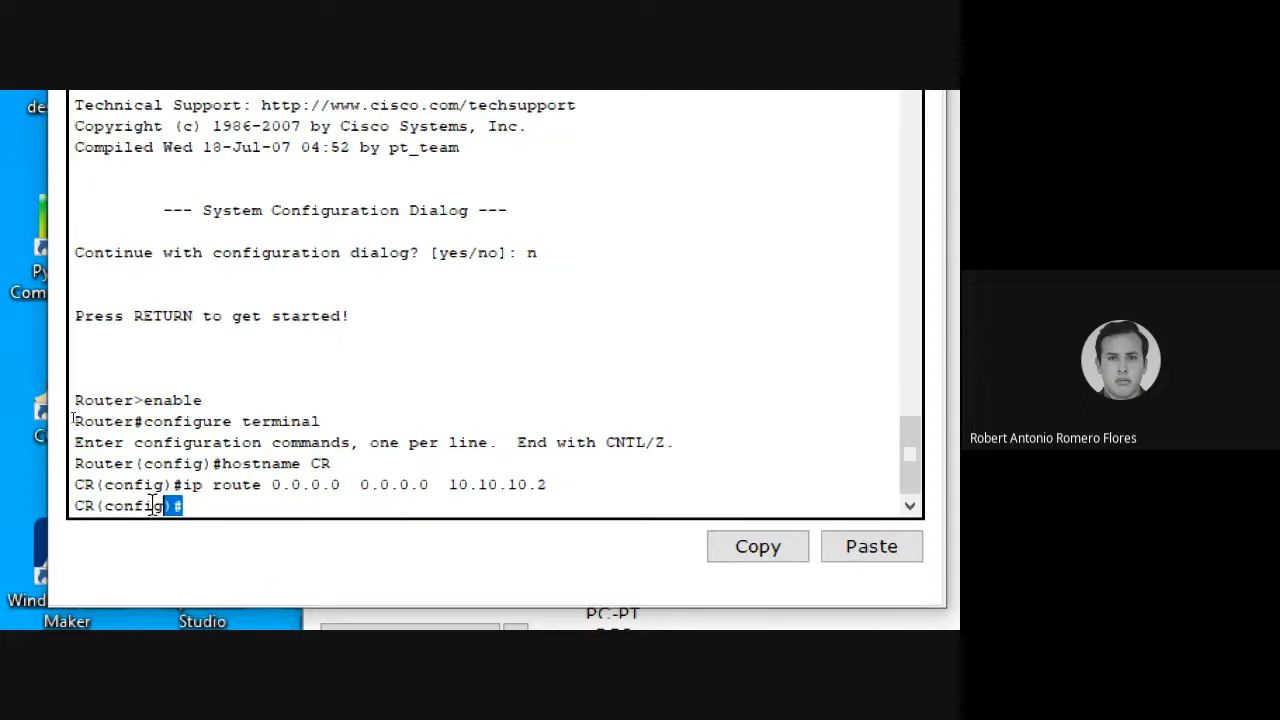 de
Technical Support: http://www.cisco.com/techsupport
Copyright (c) 1986-2007 by Cisco Systems, Inc.
Compiled Wed 18-Jul-07 04:52 by pt_team
--- System Configuration Dialog ---
Continue with configuration dialog? [yes/no]: n
Press RETURN to get started!
Router>enable
Router#configure terminal
Enter configuration commands, one per line.  End with CNTL/Z.
Router(config)#hostname CR
CR(config)#ip route 0.0.0.0  0.0.0.0  10.10.10.2
CR(config)#
Copy
Paste
Py
Com
Wind
Maker
Studio
PC-PT
Robert Antonio Romero Flores